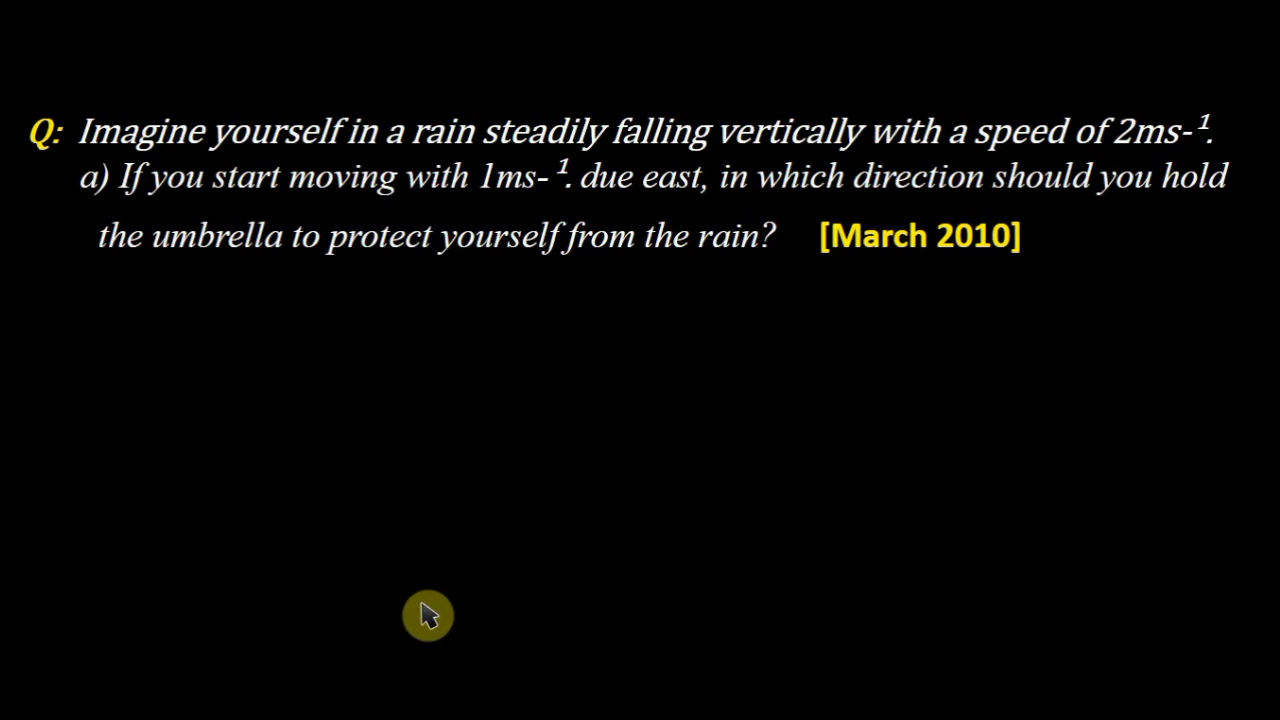 Q: Imagine yourself in a rain steadily falling vertically with a speed of 2ms-¹.
a) If you start moving with 1ms-¹. due east, in which direction should you hold
the umbrella to protect yourself from the rain? [March 2010]